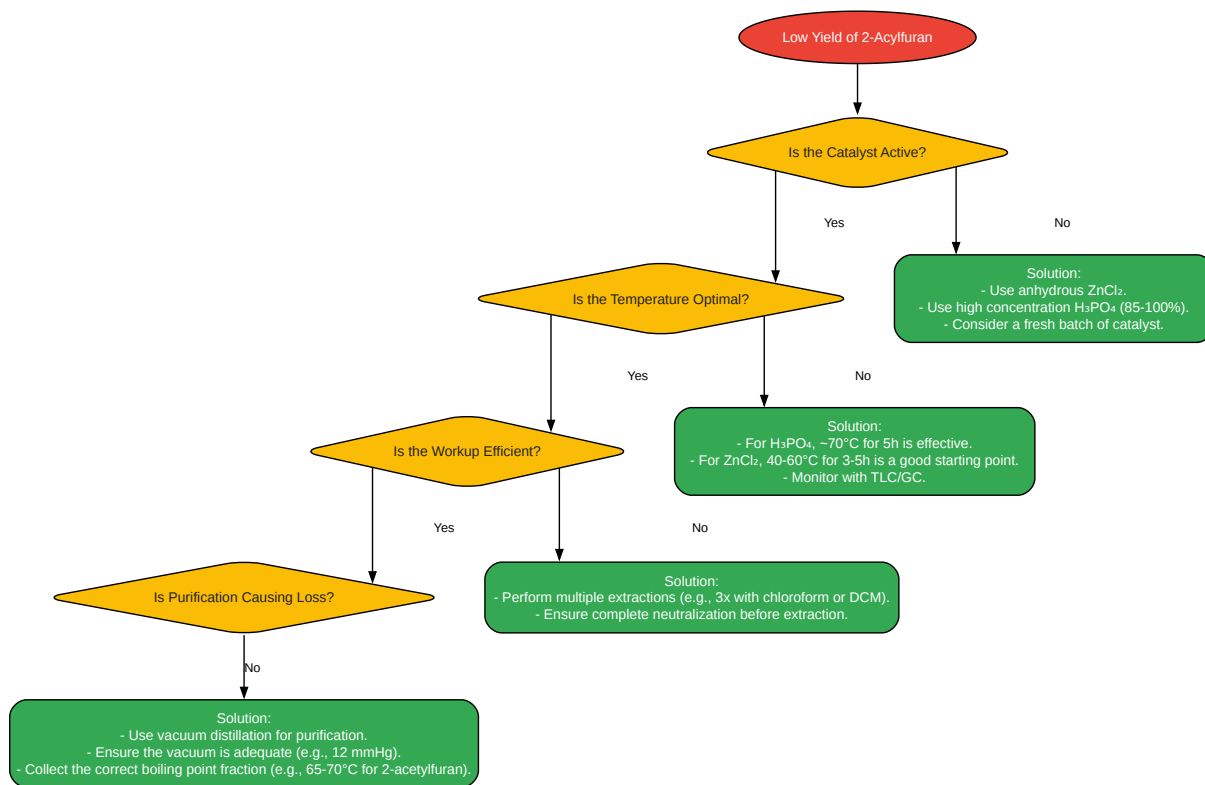 Low Yield of 2-Acylfuran
Is the Catalyst Active?
Yes
No
Solution:
- Use anhydrous ZnCl₂.
- Use high concentration H₃PO₄ (85-100%).
- Consider a fresh batch of catalyst.
Is the Temperature Optimal?
Yes
No
Solution:
- For H₃PO₄, ~70°C for 5h is effective.
- For ZnCl₂, 40-60°C for 3-5h is a good starting point.
- Monitor with TLC/GC.
Is the Workup Efficient?
Yes
No
Solution:
- Perform multiple extractions (e.g., 3x with chloroform or DCM).
- Ensure complete neutralization before extraction.
Is Purification Causing Loss?
No
Solution:
- Use vacuum distillation for purification.
- Ensure the vacuum is adequate (e.g., 12 mmHg).
- Collect the correct boiling point fraction (e.g., 65-70°C for 2-acetylfuran).